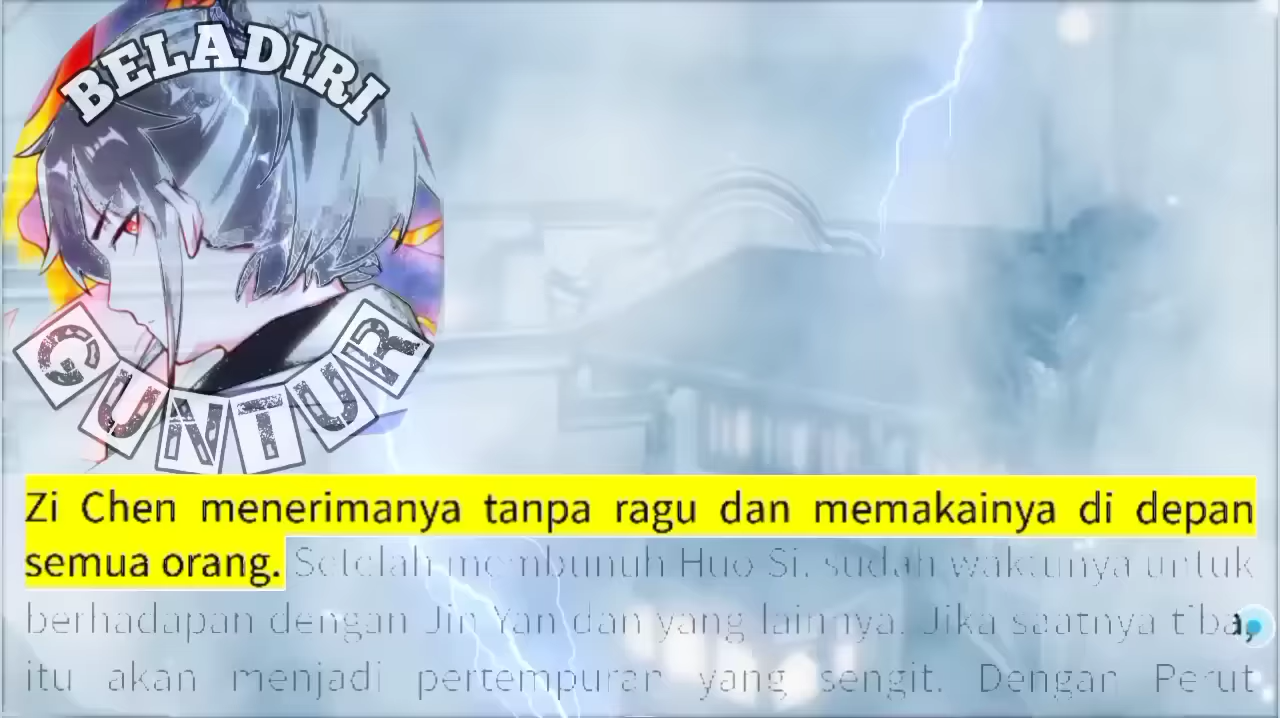 BELADIRI
GUNTUR
Zi Chen menerimanya tanpa ragu dan memakainya di depan
semua orang. Setelah membunuh Huo Si, sudah waktunya untuk
berhadapan dengan Jin Yan dan yang lainnya. Jika saatnya tiba,
itu akan menjadi pertempuran yang sengit. Dengan Perut